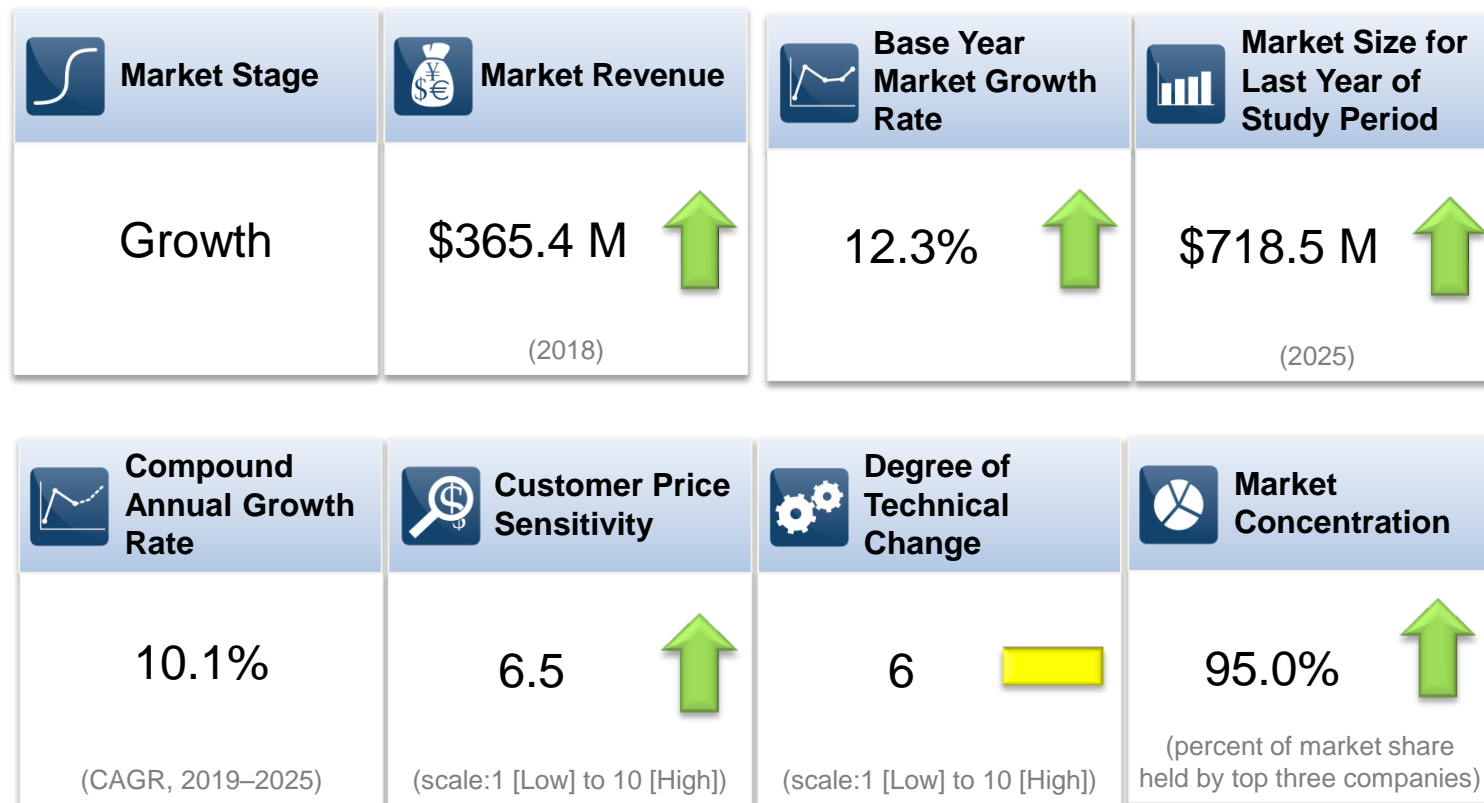 Market Stage
Growth
Market Revenue
¥
$€
$365.4 M
(2018)
Base Year
Market Growth
Rate
12.3%
Market Size for
Last Year of
Study Period
$718.5 M
(2025)
Compound
Annual Growth
Rate
10.1%
(CAGR, 2019–2025)
Customer Price
Sensitivity
$
$
6.5
(scale:1 [Low] to 10 [High])
Degree of
Technical
Change
6
(scale:1 [Low] to 10 [High])
Market
Concentration
95.0%
(percent of market share
held by top three companies)